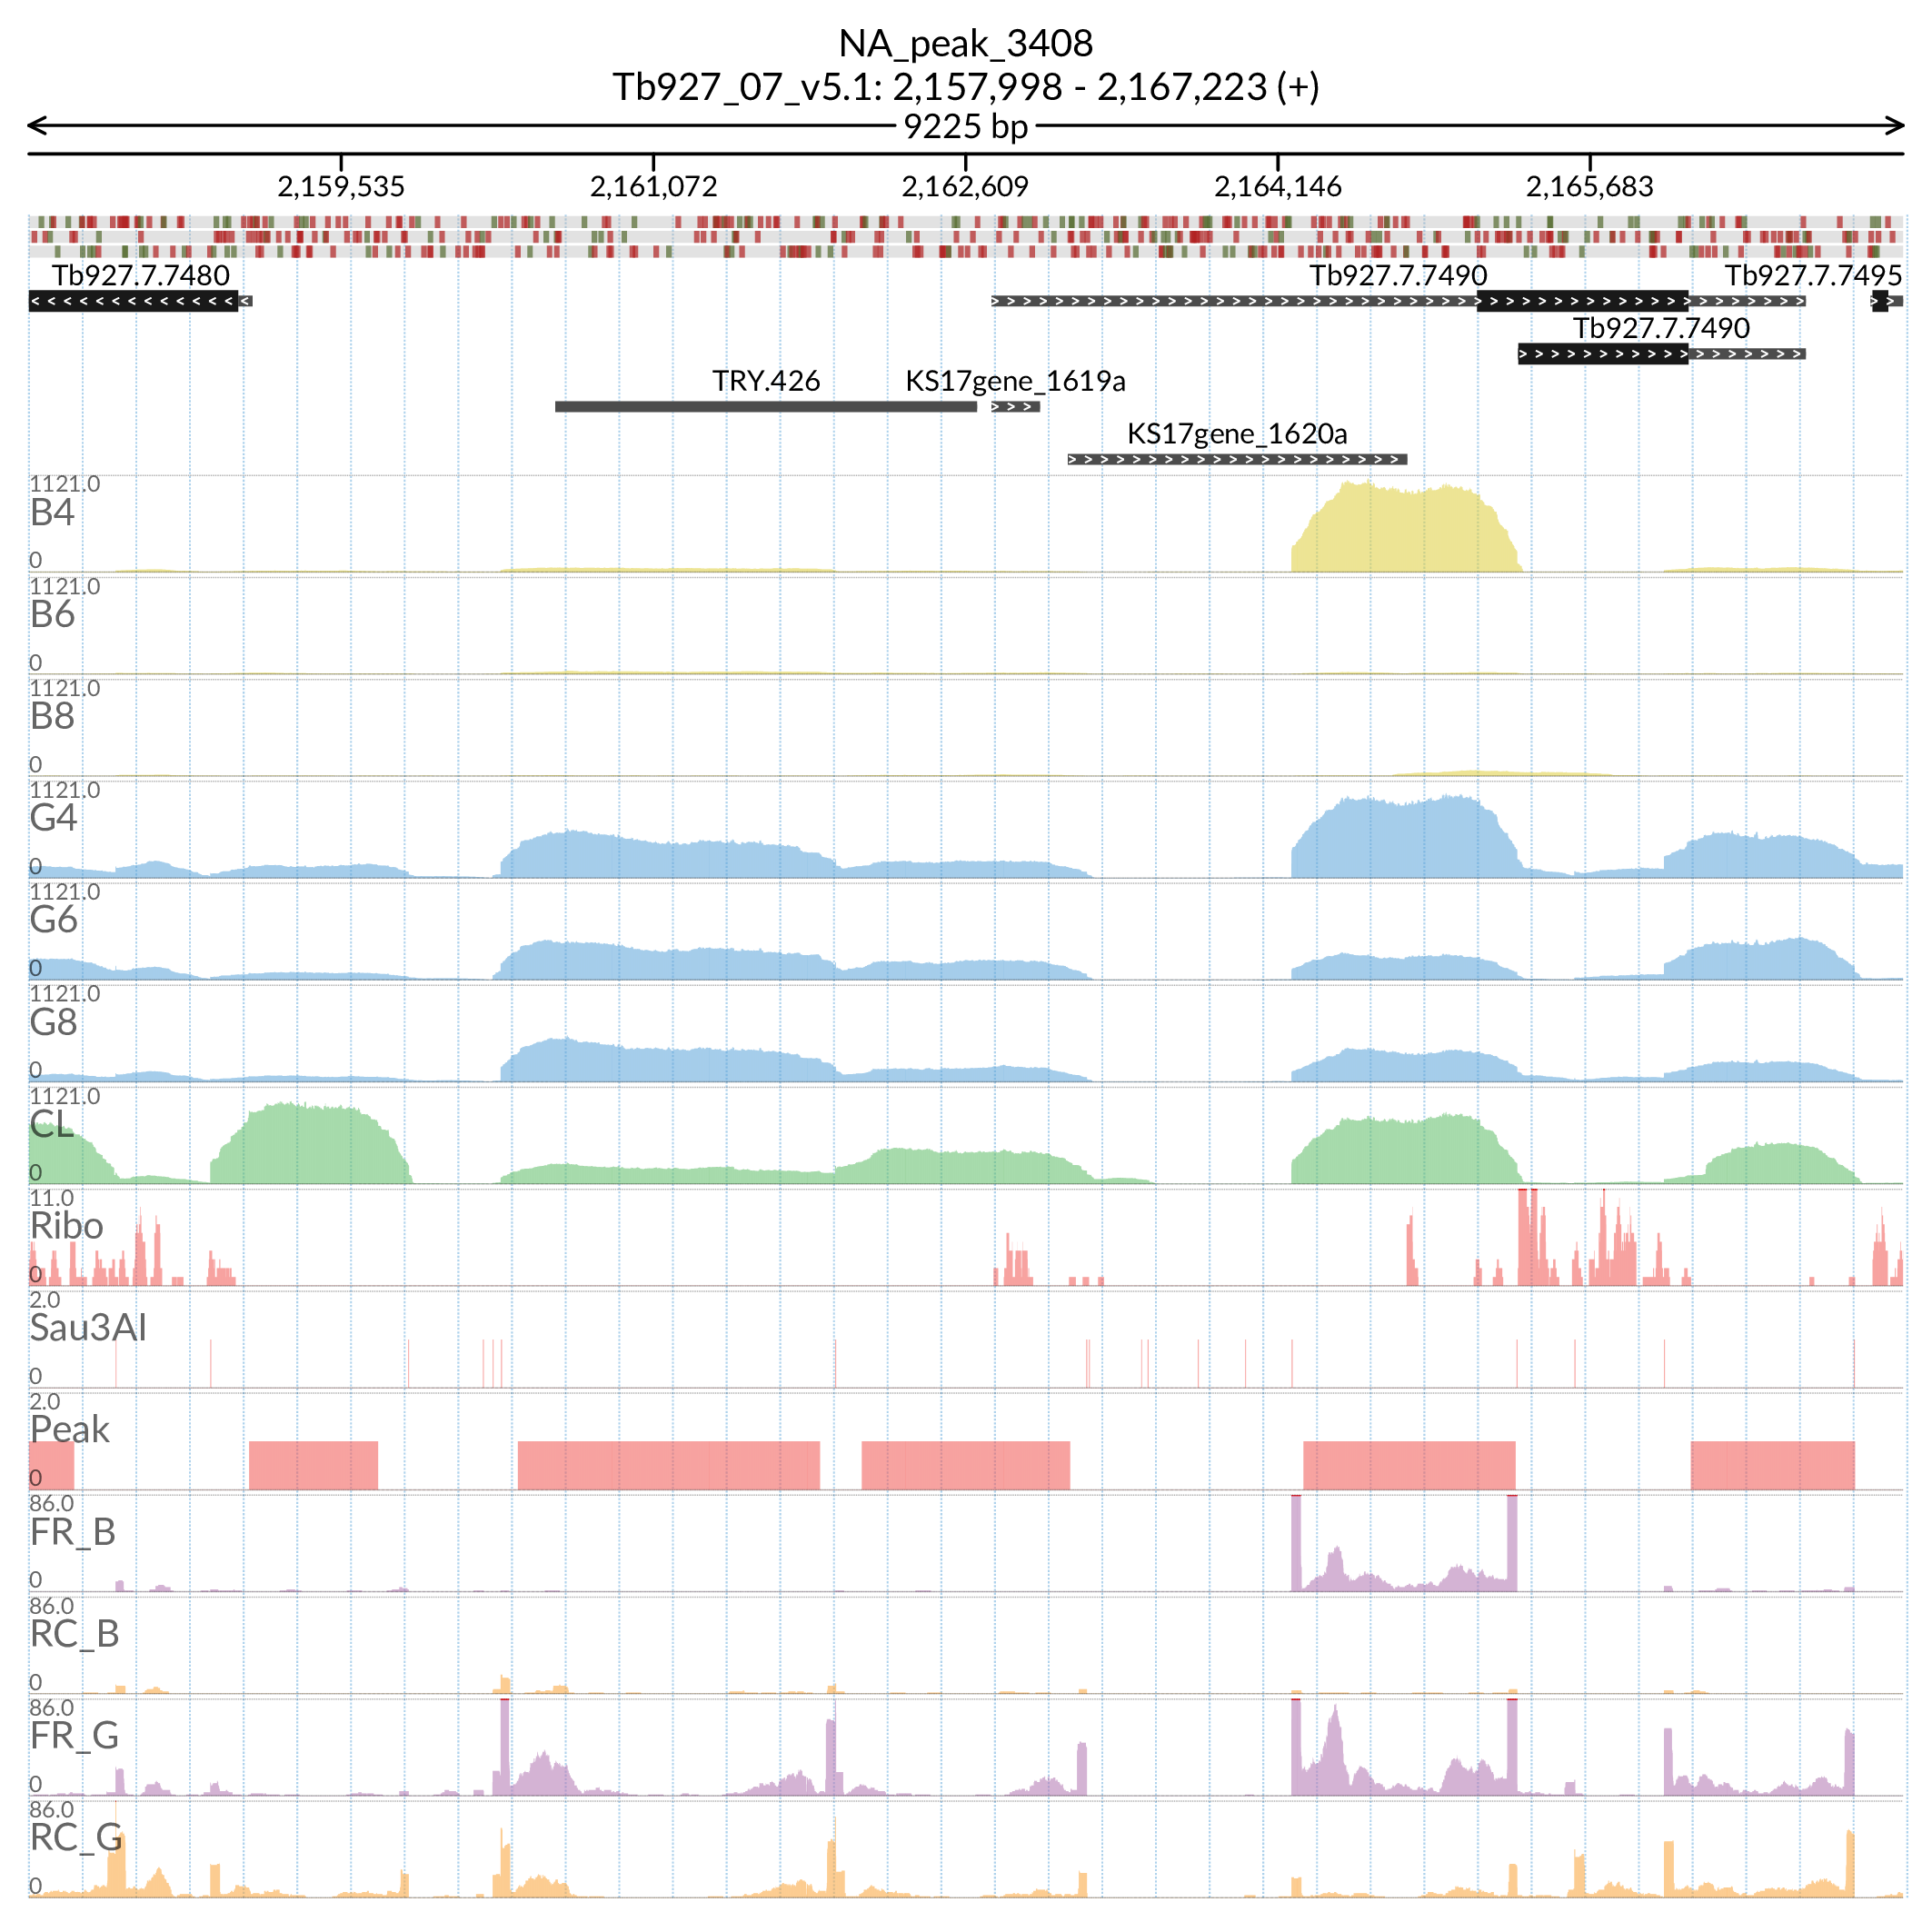 NA_peak_3408
Tb927_07_v5.1: 2,157,998 - 2,167,223 (+)
9225 bp
2,159,535 2,161,072 2,162,609 2,164,146 2,165,683
Tb927.7.7480 Tb927.7.7490 Tb927.7.7495
Tb927.7.7490
TRY.426 KS17gene_1619a
KS17gene_1620a
1121.0
B4
0
1121.0
B6
0
1121.0
B8
0
1121.0
G4
0
1121.0
G6
0
1121.0
G8
0
1121.0
CL
0
11.0
Ribo
0
2.0
Sau3AI
0
2.0
Peak
0
86.0
FR_B
0
86.0
RC_B
0
86.0
FR_G
0
86.0
RC_G
0